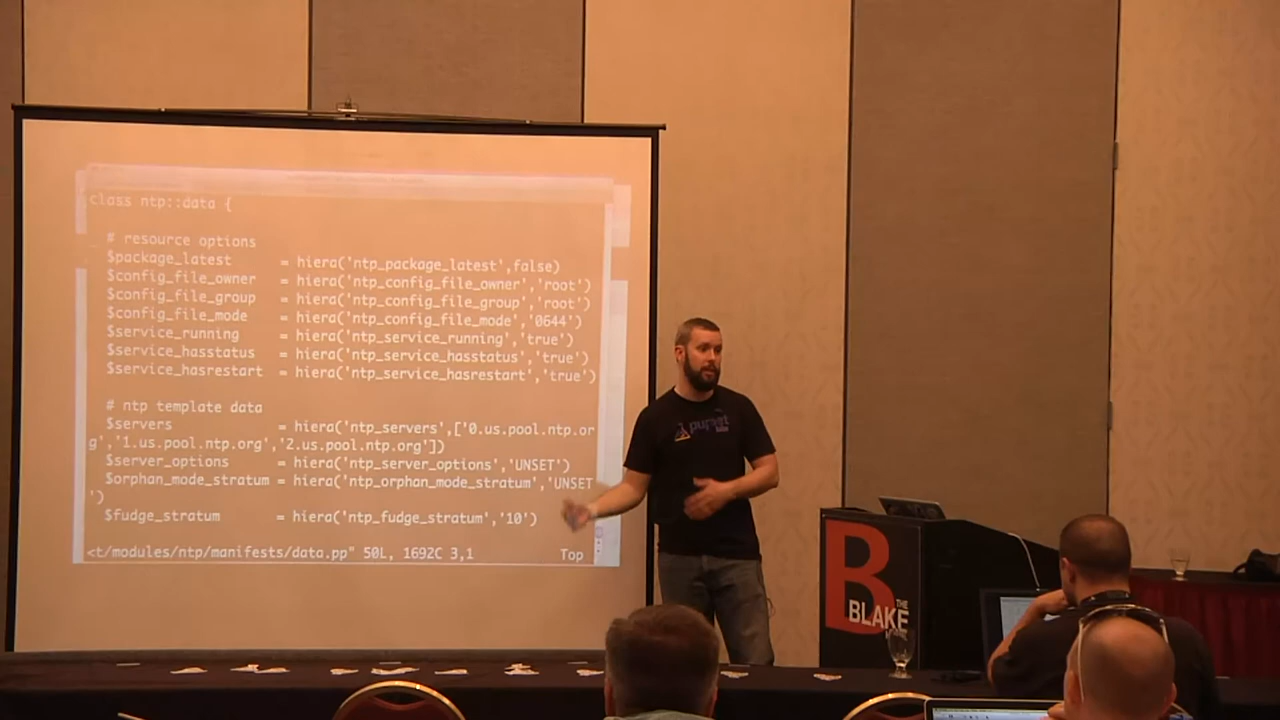 class ntp::data {
# resource options
$package_latest = hiera('ntp_package_latest',false)
$config_file_owner = hiera('ntp_config_file_owner','root')
$config_file_group = hiera('ntp_config_file_group','root')
$config_file_mode = hiera('ntp_config_file_mode','0644')
$service_running = hiera('ntp_service_running','true')
$service_hasstatus = hiera('ntp_service_hasstatus','true')
$service_hasrestart = hiera('ntp_service_hasrestart','true')
# ntp template data
$servers = hiera('ntp_servers',['0.us.pool.ntp.or
g','1.us.pool.ntp.org','2.us.pool.ntp.org'])
$server_options = hiera('ntp_server_options','UNSET')
$orphan_mode_stratum = hiera('ntp_orphan_mode_stratum','UNSET
')
$fudge_stratum = hiera('ntp_fudge_stratum','10')
<t/modules/ntp/manifests/data.pp" 50L, 1692C 3,1 Top
puppet
B
THE
BLAKE